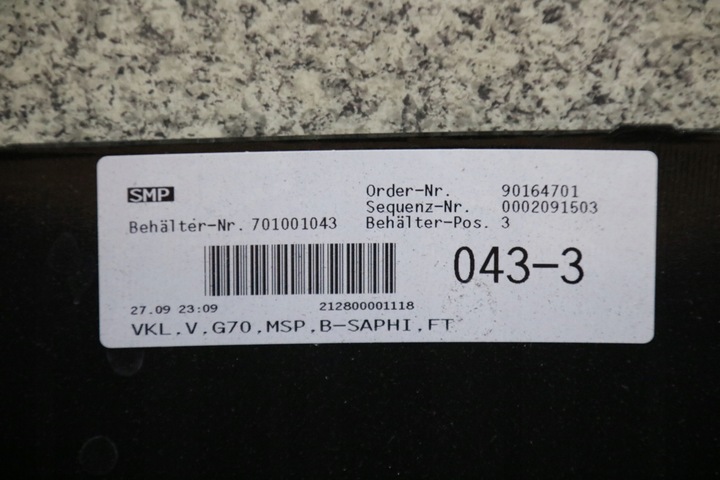 SMP
Order-Nr. 90164701
Sequenz-Nr. 0002091503
Behälter-Nr. 701001043 Behälter-Pos. 3
043-3
27.09 23:09 212800001118
VKL.V.G70.MSP.B-SAPHI.FT